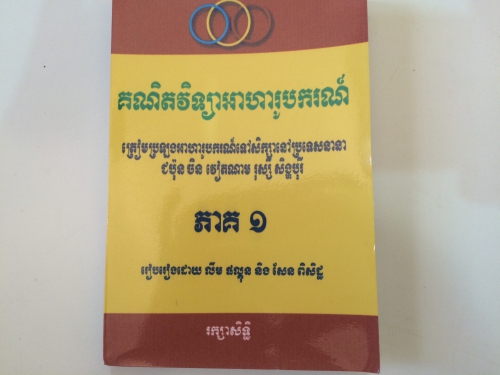 គណិតវិទ្យាអាហារូបករណ៍
ត្រៀមប្រឡងអាហារូបករណ៍ទៅសិក្សានៅប្រទេសនានា
ជប៉ុន ចិន វៀតណាម រុស្ស៊ី សិង្ហបុរី
ភាគ ១
រៀបរៀងដោយ លឹម ផល្គុន និង សែន ពិសិដ្ឋ
រក្សាសិទ្ធិ